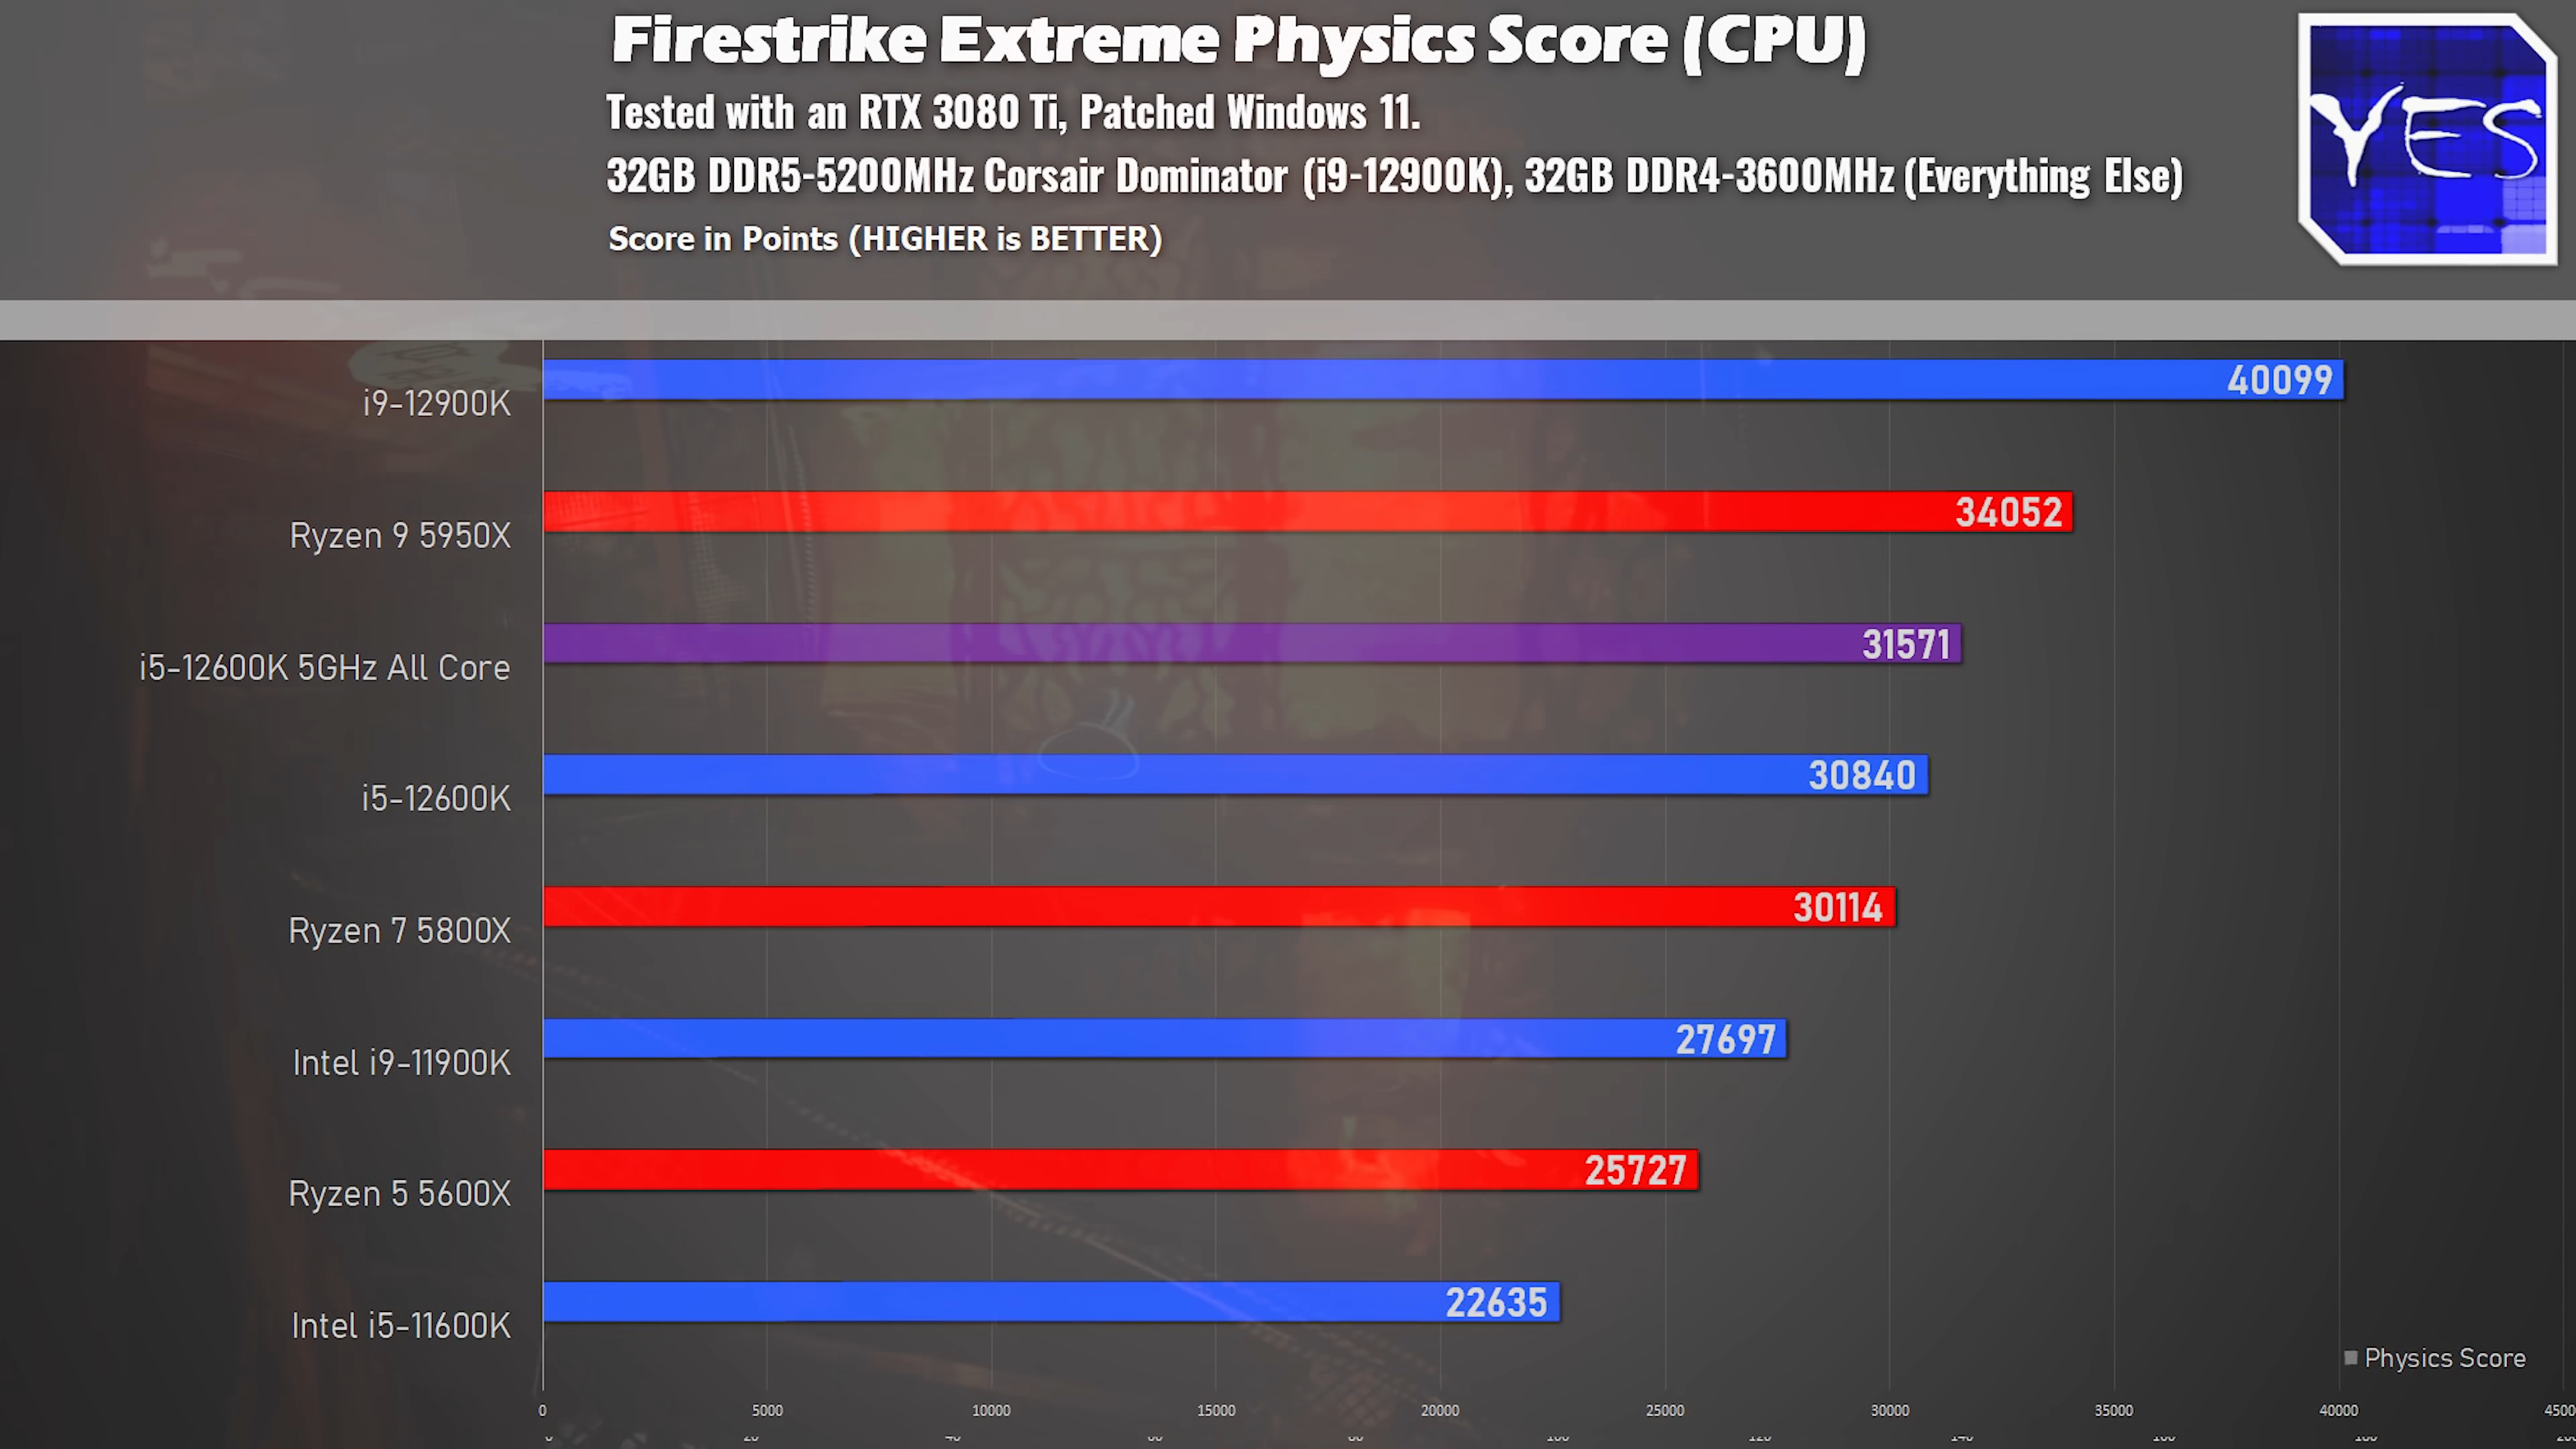 Firestrike Extreme Physics Score (CPU)
Tested with an RTX 3080 Ti, Patched Windows 11.
32GB DDR5-5200MHz Corsair Dominator (i9-12900K), 32GB DDR4-3600MHz (Everything Else)
Score in Points (HIGHER is BETTER)
YES
i9-12900K 40099
Ryzen 9 5950X 34052
i5-12600K 5GHz All Core 31571
i5-12600K 30840
Ryzen 7 5800X 30114
Intel i9-11900K 27697
Ryzen 5 5600X 25727
Intel i5-11600K 22635
Physics Score
0 5000 10000 15000 20000 25000 30000 35000 40000